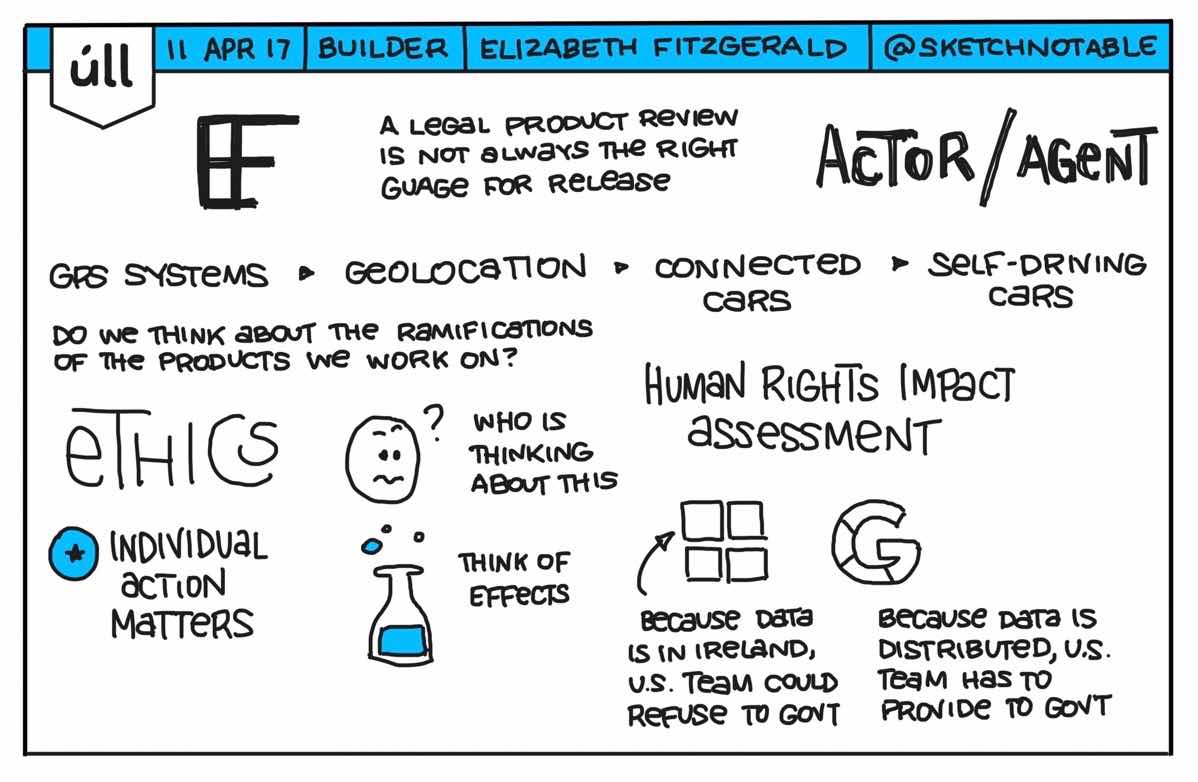 úll
11 APR 17
BUILDER
ELIZABETH FITZGERALD
@SKETCHNOTABLE
EF
A LEGAL PRODUCT REVIEW
IS NOT ALWAYS THE RIGHT
GUAGE FOR RELEASE
ACTOR/AGENT
GPS SYSTEMS ▸ GEOLOCATION ▸ CONNECTED CARS ▸ SELF-DRIVING CARS
DO WE THINK ABOUT THE RAMIFICATIONS
OF THE PRODUCTS WE WORK ON?
HUMAN RIGHTS IMPACT
ASSESSMENT
ETHICS
?
WHO IS
THINKING
ABOUT THIS
INDIVIDUAL
ACTION
MATTERS
THINK OF
EFFECTS
BECAUSE DATA
IS IN IRELAND,
U.S. TEAM COULD
REFUSE TO GOVT
G
BECAUSE DATA IS
DISTRIBUTED, U.S.
TEAM HAS TO
PROVIDE TO GOVT